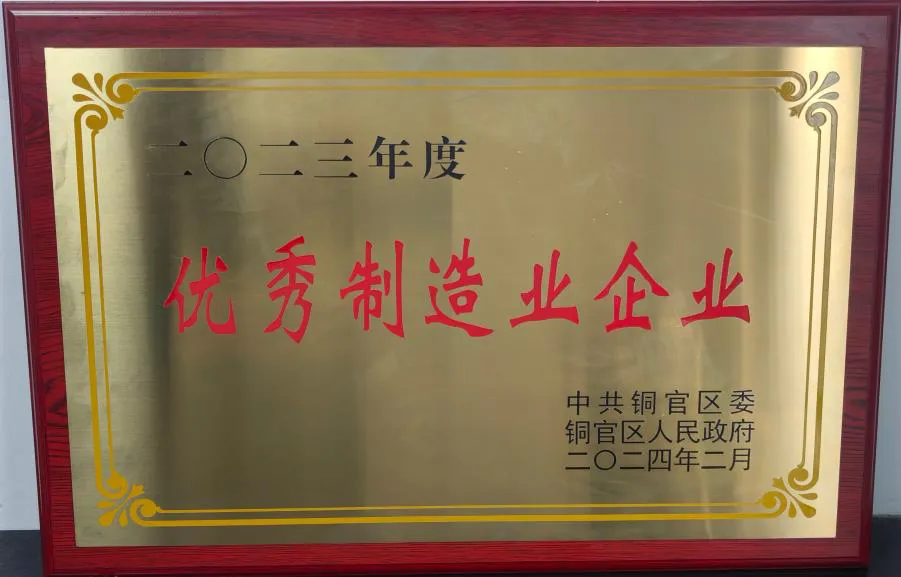 二〇二三年度
优秀制造业企业
中共铜官区委
铜官区人民政府
二〇二四年二月